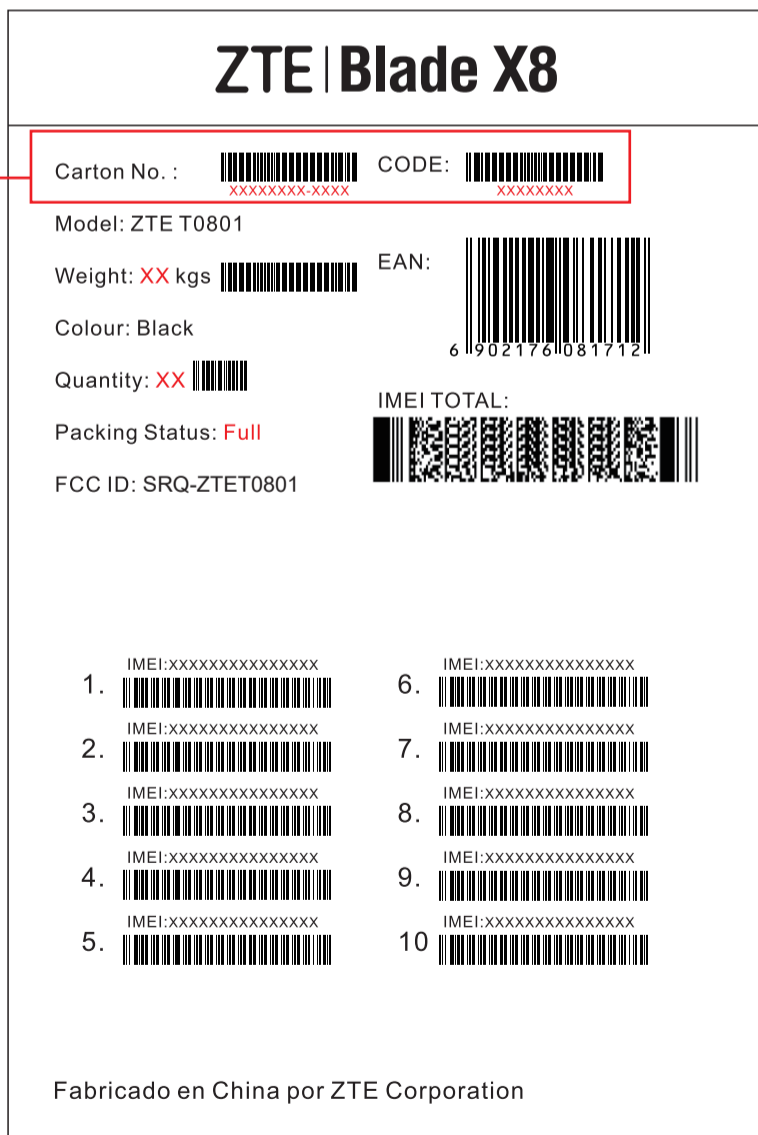 ZTE | Blade X8
Carton No. :
XXXXXXXX-XXXX
CODE:
XXXXXXXX
Model: ZTE T0801
Weight: XX kgs
EAN:
6 902176 081712
Colour: Black
Quantity: XX
IMEI TOTAL:
Packing Status: Full
FCC ID: SRQ-ZTET0801
1. IMEI:XXXXXXXXXXXXXXX
2. IMEI:XXXXXXXXXXXXXXX
3. IMEI:XXXXXXXXXXXXXXX
4. IMEI:XXXXXXXXXXXXXXX
5. IMEI:XXXXXXXXXXXXXXX
6. IMEI:XXXXXXXXXXXXXXX
7. IMEI:XXXXXXXXXXXXXXX
8. IMEI:XXXXXXXXXXXXXXX
9. IMEI:XXXXXXXXXXXXXXX
10 IMEI:XXXXXXXXXXXXXXX
Fabricado en China por ZTE Corporation